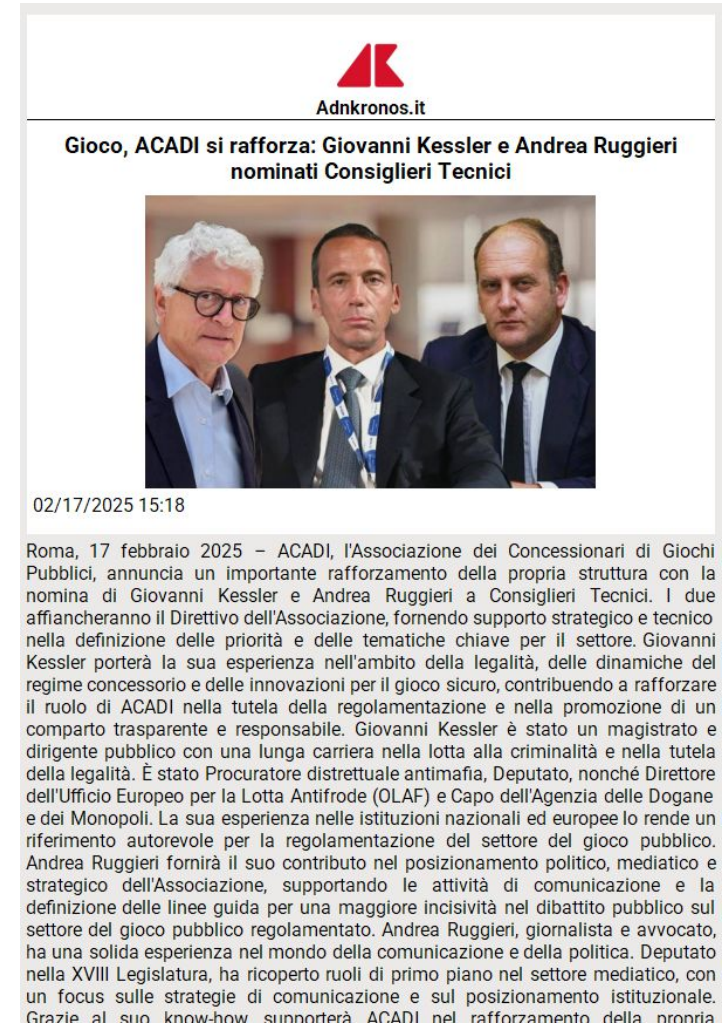 Adnkronos.it
Gioco, ACADI si rafforza: Giovanni Kessler e Andrea Ruggieri
nominati Consiglieri Tecnici
02/17/2025 15:18
Roma, 17 febbraio 2025 – ACADI, l'Associazione dei Concessionari di Giochi
Pubblici, annuncia un importante rafforzamento della propria struttura con la
nomina di Giovanni Kessler e Andrea Ruggieri a Consiglieri Tecnici. I due
affiancheranno il Direttivo dell'Associazione, fornendo supporto strategico e tecnico
nella definizione delle priorità e delle tematiche chiave per il settore. Giovanni
Kessler porterà la sua esperienza nell'ambito della legalità, delle dinamiche del
regime concessorio e delle innovazioni per il gioco sicuro, contribuendo a rafforzare
il ruolo di ACADI nella tutela della regolamentazione e nella promozione di un
comparto trasparente e responsabile. Giovanni Kessler è stato un magistrato e
dirigente pubblico con una lunga carriera nella lotta alla criminalità e nella tutela
della legalità. È stato Procuratore distrettuale antimafia, Deputato, nonché Direttore
dell'Ufficio Europeo per la Lotta Antifrode (OLAF) e Capo dell'Agenzia delle Dogane
e dei Monopoli. La sua esperienza nelle istituzioni nazionali ed europee lo rende un
riferimento autorevole per la regolamentazione del settore del gioco pubblico.
Andrea Ruggieri fornirà il suo contributo nel posizionamento politico, mediatico e
strategico dell'Associazione, supportando le attività di comunicazione e la
definizione delle linee guida per una maggiore incisività nel dibattito pubblico sul
settore del gioco pubblico regolamentato. Andrea Ruggieri, giornalista e avvocato,
ha una solida esperienza nel mondo della comunicazione e della politica. Deputato
nella XVIII Legislatura, ha ricoperto ruoli di primo piano nel settore mediatico, con
un focus sulle strategie di comunicazione e sul posizionamento istituzionale.
Grazie al suo know-how, supporterà ACADI nel rafforzamento della propria